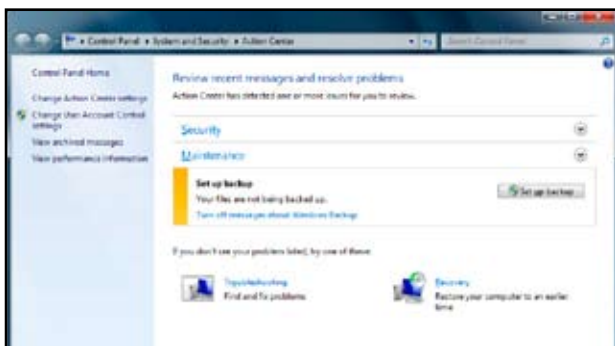 Control Panel ▸ System and Security ▸ Action Center
Search Control Panel
Control Panel Home
Change Action Center settings
Change User Account Control
settings
View archived messages
View performance information
Review recent messages and resolve problems
Action Center has detected one or more issues for you to review.
Security
Maintenance
Set up backup
Your files are not being backed up.
Turn off messages about Windows Backup
Set up backup
If you don't see your problem listed, try one of these:
Troubleshooting
Find and fix problems
Recovery
Restore your computer to an earlier
time